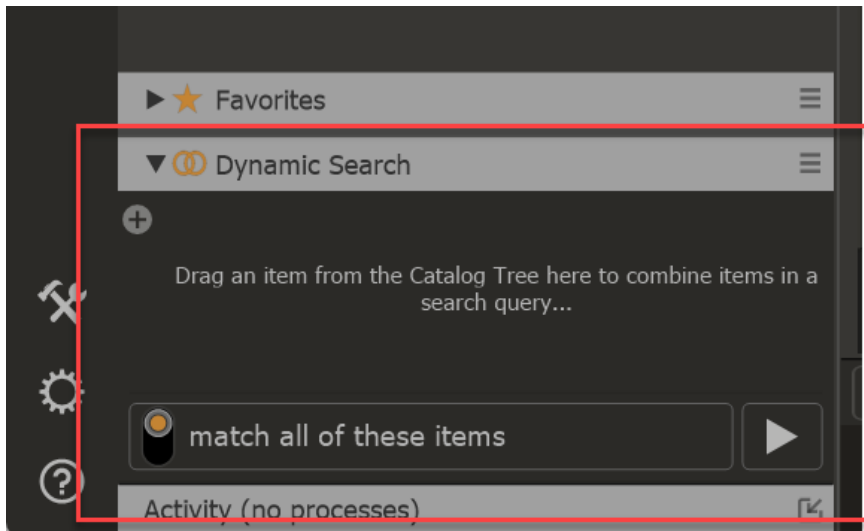 Favorites
Dynamic Search
Drag an item from the Catalog Tree here to combine items in a
search query...
match all of these items
Activity (no processes)